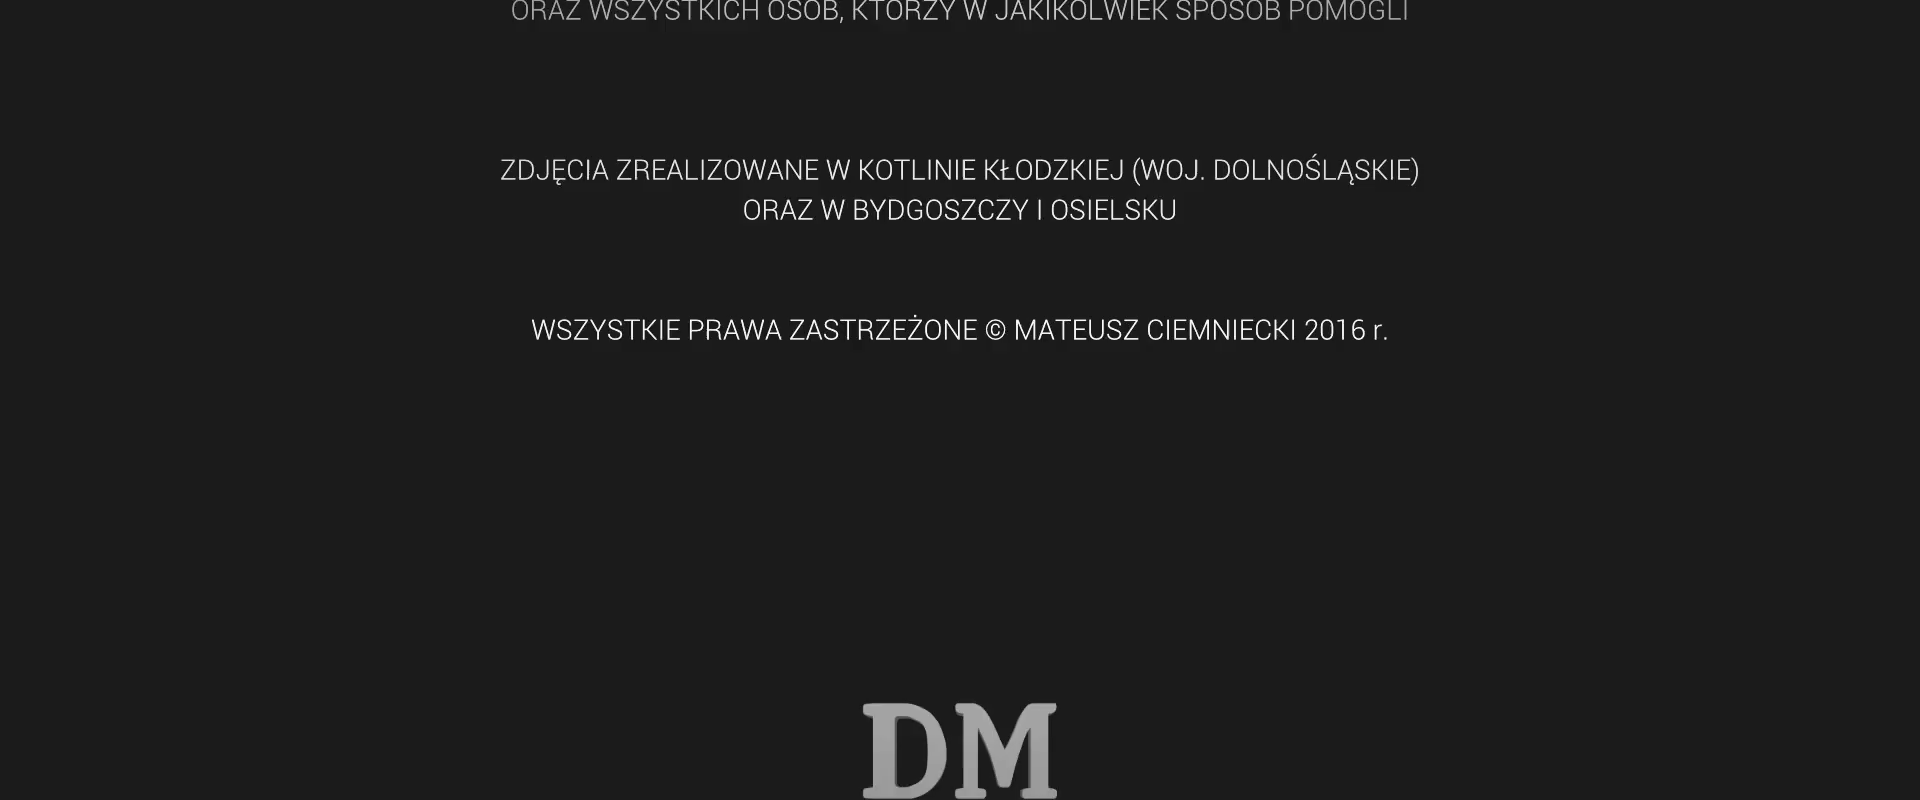 ORAZ WSZYSTKICH OSÓB, KTÓRZY W JAKIKOLWIEK SPOSÓB POMOGLI
ZDJĘCIA ZREALIZOWANE W KOTLINIE KŁODZKIEJ (WOJ. DOLNOŚLĄSKIE)
ORAZ W BYDGOSZCZY I OSIELSKU
WSZYSTKIE PRAWA ZASTRZEŻONE © MATEUSZ CIEMNIECKI 2016 r.
DM